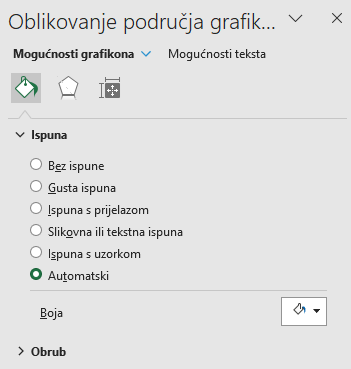 Oblikovanje područja grafik...
Mogućnosti grafikona Mogućnosti teksta
Ispuna
Bez ispune
Gusta ispuna
Ispuna s prijelazom
Slikovna ili tekstna ispuna
Ispuna s uzorkom
Automatski
Boja
Obrub